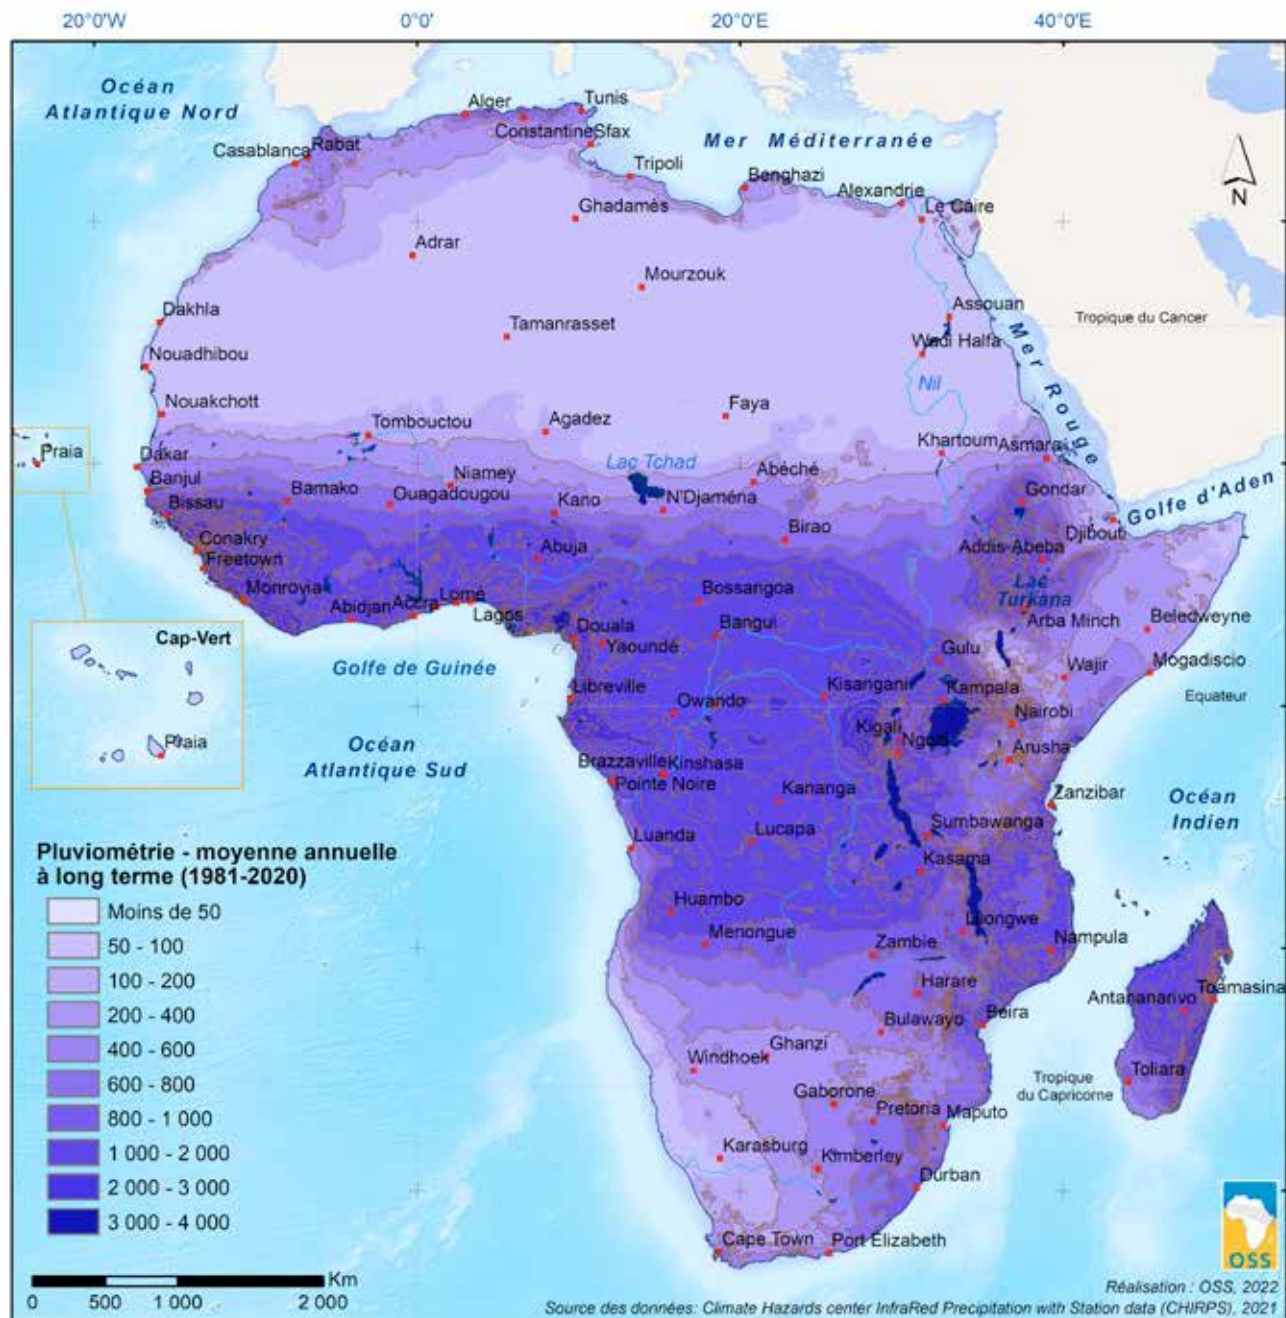 20°0'W
0°0'
20°0'E
40°0'E
Océan
Atlantique Nord
Alger
Tunis
Constantine
Sfax
Mer Méditerranée
Casablanca
Rabat
Tripoli
Benghazi
Alexandrie
Le Caire
N
Ghadamès
Adrar
Mourzouk
Dakhla
Assouan
Tropique du Cancer
Tamanrasset
Wadi Halfa
Mer Rouge
Nouadhibou
Nil
Nouakchott
Faya
Tombouctou
Agadez
Khartoum
Asmara
Praia
Dakar
Lac Tchad
Abéché
Banjul
Niamey
Bamako
Ouagadougou
Kano
N'Djaména
Gondar
Golfe d'Aden
Bissau
Birao
Djibouti
Conakry
Abuja
Addis-Abeba
Freetown
Lac
Turkana
Monrovia
Abidjan
Accra
Lomé
Lagos
Bossangoa
Arba Minch
Beledweyne
Cap-Vert
Douala
Bangui
Yaoundé
Gulu
Wajir
Mogadiscio
Golfe de Guinée
Libreville
Kisangani
Kampala
Equateur
Owando
Nairobi
Kigali
Ngozi
Praia
Océan
Atlantique Sud
Arusha
Brazzaville
Kinshasa
Pointe Noire
Kananga
Zanzibar
Océan
Indien
Luanda
Lucapa
Sumbawanga
Kasama
Pluviométrie - moyenne annuelle
à long terme (1981-2020)
Moins de 50
50 - 100
100 - 200
200 - 400
400 - 600
600 - 800
800 - 1 000
1 000 - 2 000
2 000 - 3 000
3 000 - 4 000
Huambo
Lilongwe
Menongue
Zambie
Nampula
Harare
Antananarivo
Toamasina
Bulawayo
Beira
Ghanzi
Windhoek
Toliara
Tropique
du Capricorne
Gaborone
Pretoria
Maputo
Karasburg
Kimberley
Durban
Cape Town
Port Elizabeth
OSS
Km
0 500 1 000 2 000
Réalisation : OSS, 2022
Source des données: Climate Hazards center InfraRed Precipitation with Station data (CHIRPS), 2021